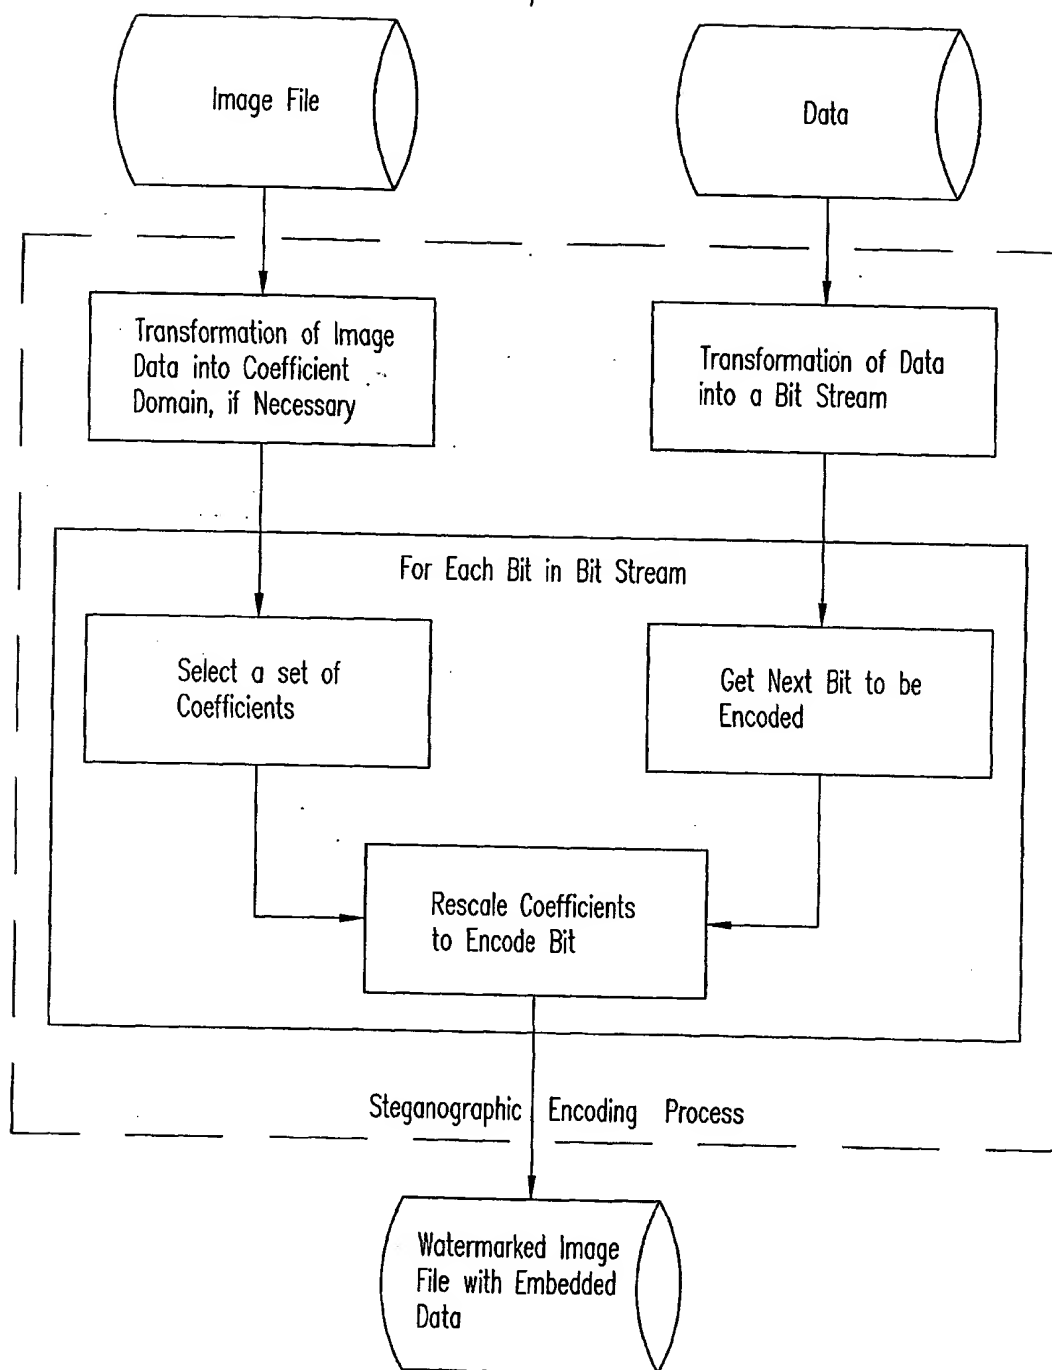 Image File
Data
Transformation of Image
Data into Coefficient
Domain, if Necessary
Transformation of Data
into a Bit Stream
For Each Bit in Bit Stream
Select a set of
Coefficients
Get Next Bit to be
Encoded
Rescale Coefficients
to Encode Bit
Steganographic Encoding Process
Watermarked Image
File with Embedded
Data